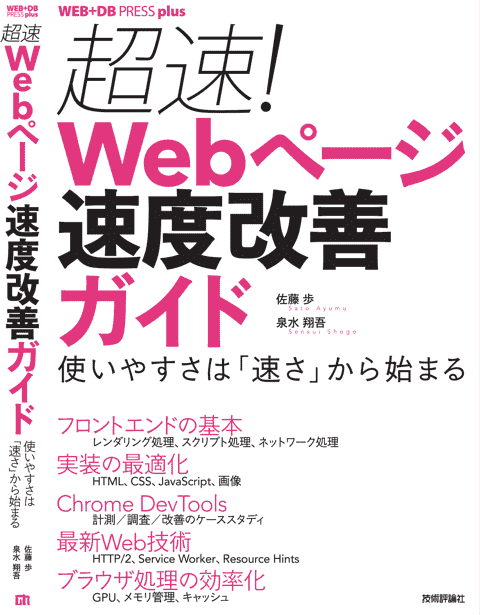 WEB+DB
PRESS plus
超速
Webページ速度改善ガイド
使いやすさは
「速さ」から始まる
佐藤 歩
泉水 翔吾
WEB+DB PRESS plus
超速!
Webページ
速度改善
ガイド
佐藤 歩
Sato Ayumu
泉水 翔吾
Sensui Shogo
使いやすさは「速さ」から始まる
フロントエンドの基本
レンダリング処理、スクリプト処理、ネットワーク処理
実装の最適化
HTML、CSS、JavaScript、画像
Chrome DevTools
計測／調査／改善のケーススタディ
最新Web技術
HTTP/2、Service Worker、Resource Hints
ブラウザ処理の効率化
GPU、メモリ管理、キャッシュ
技術評論社